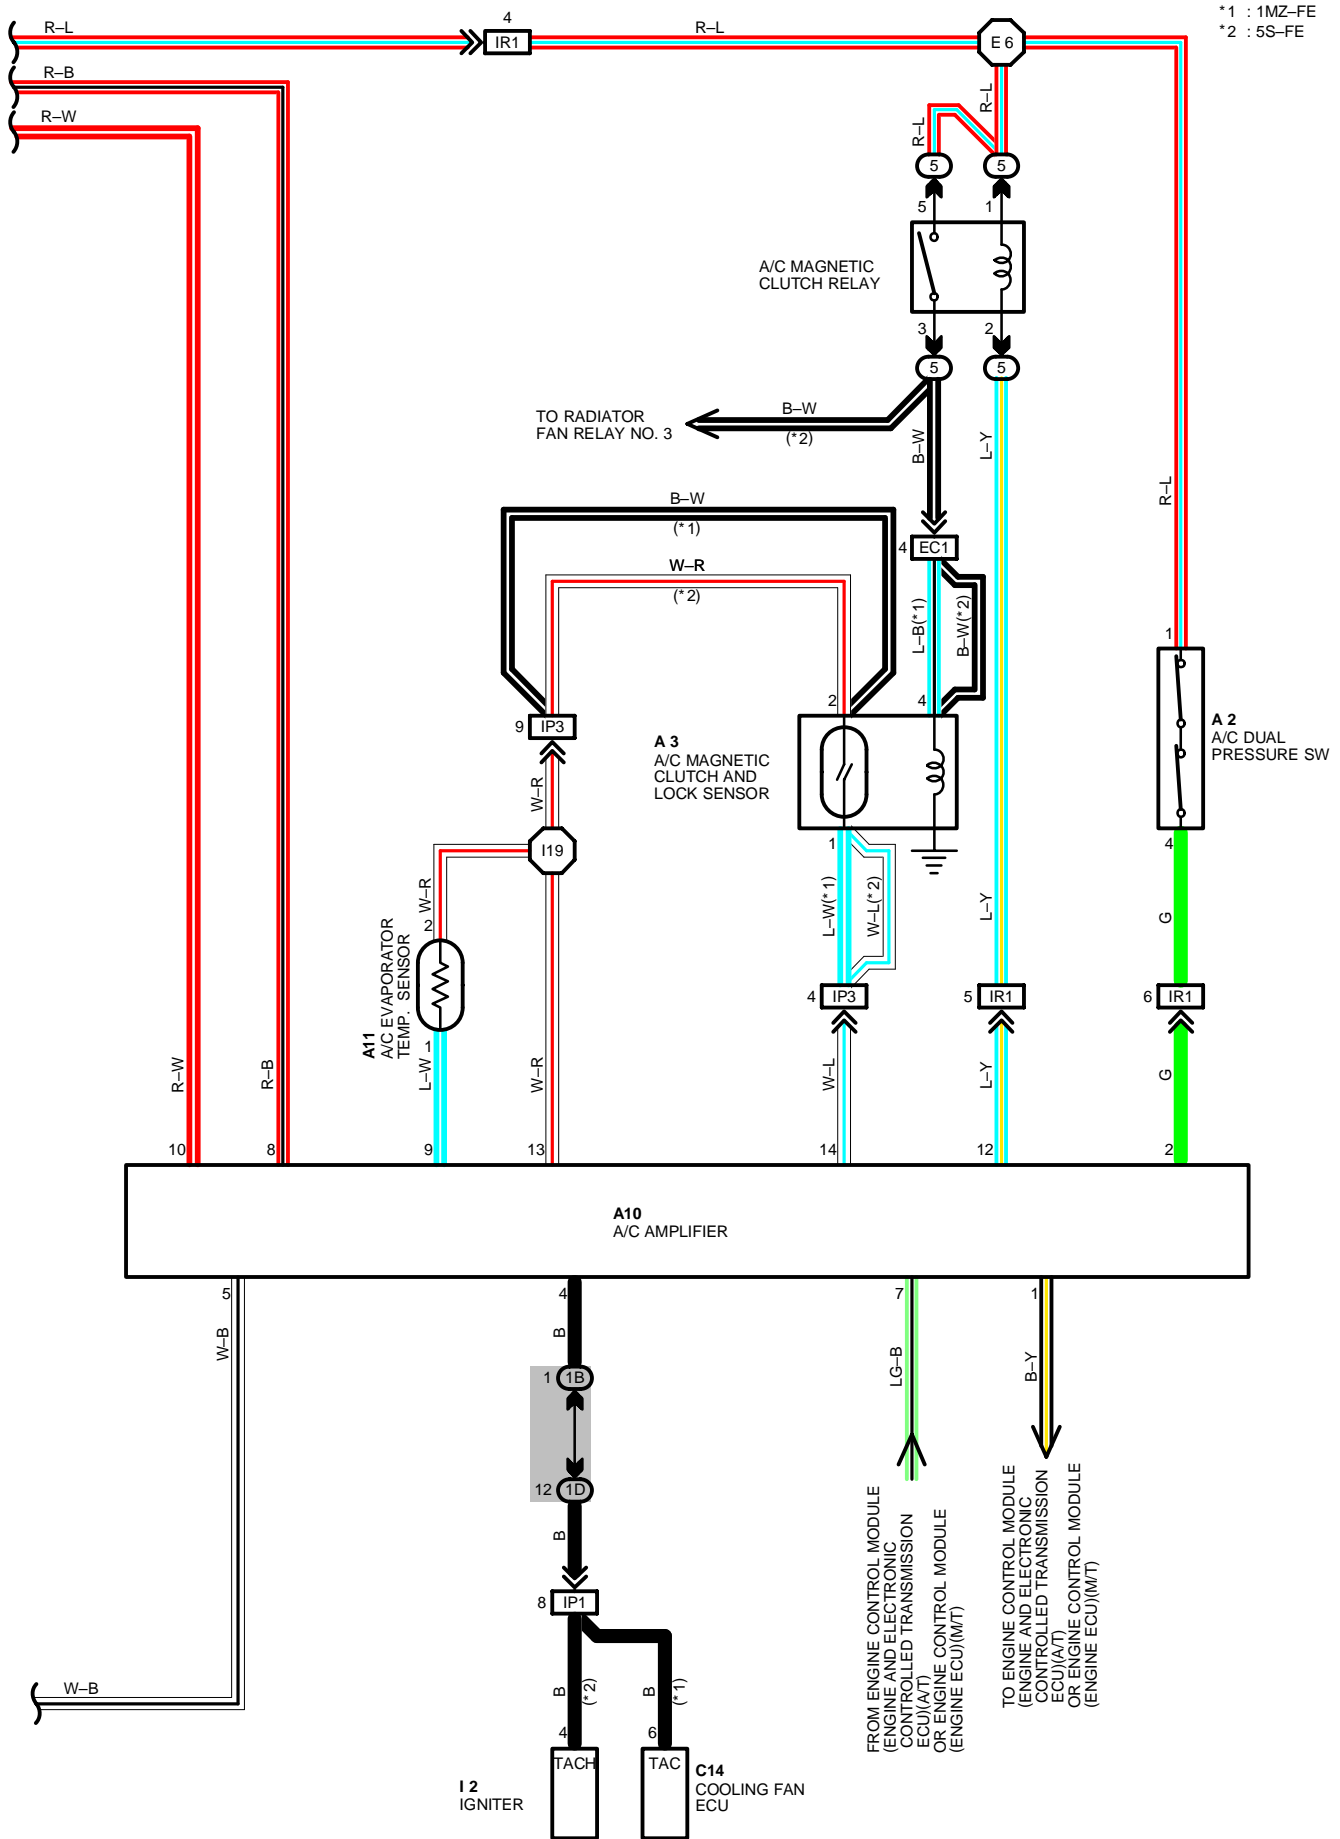 *1 : 1MZ–FE
*2 : 5S–FE
R–L
4
IR1
R–L
E 6
R–B
R–W
R–L
R–L
5
5
5
1
A/C MAGNETIC
CLUTCH RELAY
3
2
5
5
TO RADIATOR
FAN RELAY NO. 3
B–W
(*2)
B–W
L–Y
R–L
B–W
(*1)
4
EC1
W–R
(*2)
L–B(*1)
B–W(*2)
1
2
4
9
IP3
A 3
A/C MAGNETIC
CLUTCH AND
LOCK SENSOR
A 2
A/C DUAL
PRESSURE SW
W–R
I19
1
4
W–R
2
L–W(*1)
W–L(*2)
L–Y
G
A11
A/C EVAPORATOR
TEMP. SENSOR
4
IP3
5
IR1
6
IR1
1
R–W
R–B
L–W
W–R
W–L
L–Y
G
10
8
9
13
14
12
2
A10
A/C AMPLIFIER
5
4
7
1
W–B
B
LG–B
B–Y
1
1B
12
1D
B
8
IP1
FROM ENGINE CONTROL MODULE
(ENGINE AND ELECTRONIC
CONTROLLED TRANSMISSION
ECU)(A/T)
OR ENGINE CONTROL MODULE
(ENGINE ECU)(M/T)
TO ENGINE CONTROL MODULE
(ENGINE AND ELECTRONIC
CONTROLLED TRANSMISSION
ECU)(A/T)
OR ENGINE CONTROL MODULE
(ENGINE ECU)(M/T)
W–B
B
(*2)
B
(*1)
4
6
TACH
TAC
I 2
IGNITER
C14
COOLING FAN
ECU